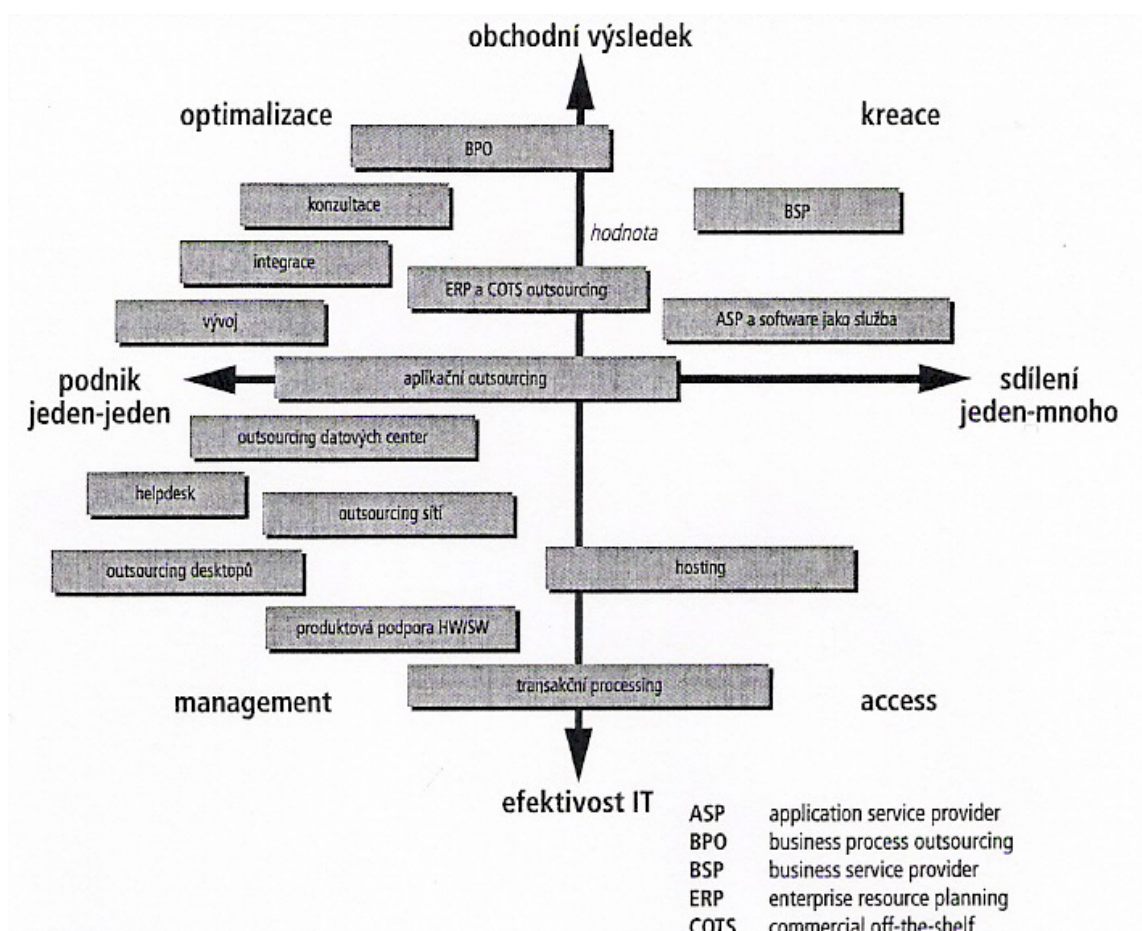 obchodní výsledek
optimalizace
kreace
BPO
konzultace
BSP
hodnota
integrace
ERP a COTS outsourcing
vývoj
ASP a software jako služba
podnik
jeden-jeden
aplikační outsourcing
sdílení
jeden-mnoho
outsourcing datových center
helpdesk
outsourcing sítí
outsourcing desktopů
hosting
produktová podpora HW/SW
transakční processing
management
access
efektivost IT
ASP application service provider
BPO business process outsourcing
BSP business service provider
ERP enterprise resource planning
COTS commercial off-the-shelf